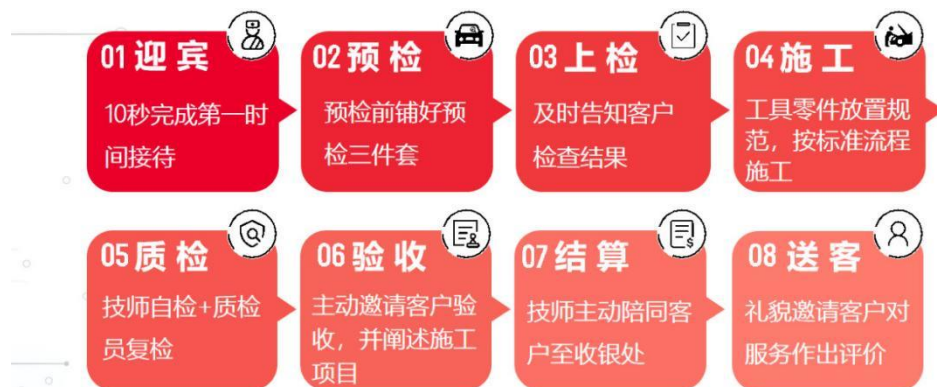 01 迎宾
10秒完成第一时
间接待
02 预检
预检前铺好预
检三件套
03 上检
及时告知客户
检查结果
04 施工
工具零件放置规
范，按标准流程
施工
05 质检
技师自检+质检
员复检
06 验收
主动邀请客户验
收，并阐述施工
项目
07 结算
技师主动陪同客
户至收银处
08 送客
礼貌邀请客户对
服务作出评价